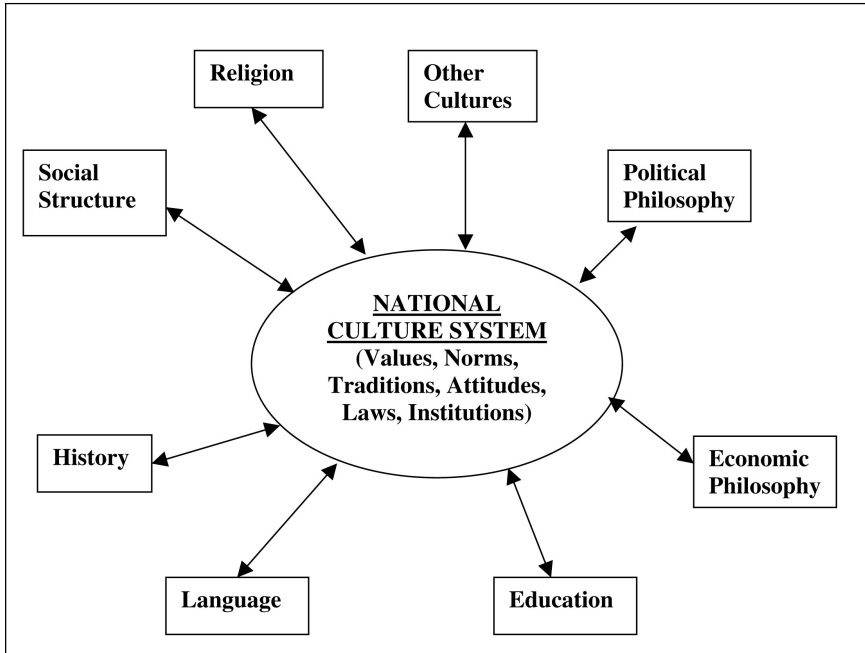 Religion
Other
Cultures
Social
Structure
Political
Philosophy
NATIONAL
CULTURE SYSTEM
(Values, Norms,
Traditions, Attitudes,
Laws, Institutions)
History
Economic
Philosophy
Language
Education